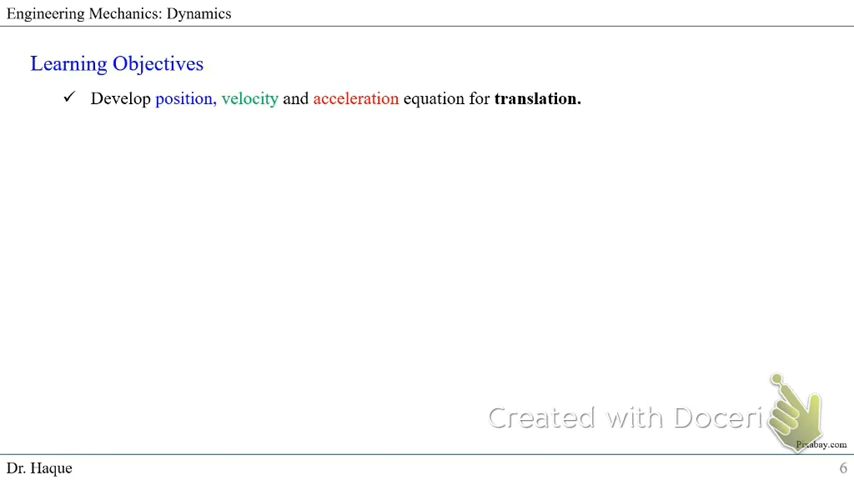 Engineering Mechanics: Dynamics
Learning Objectives
✓ Develop position, velocity and acceleration equation for translation.
Created with Doceri
Pixabay.com
Dr. Haque
6